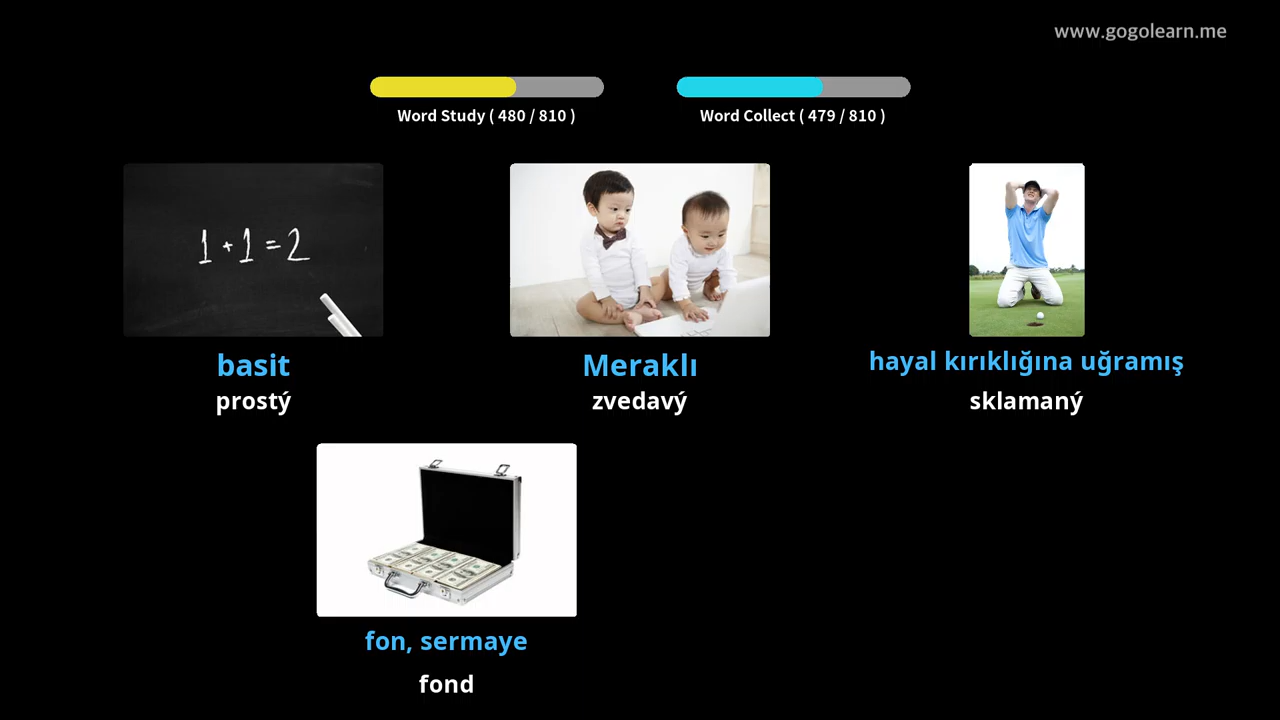 www.gogolearn.me
Word Study ( 480 / 810 )
Word Collect ( 479 / 810 )
1 + 1 = 2
basit
prostý
Meraklı
zvedavý
hayal kırıklığına uğramış
sklamaný
fon, sermaye
fond